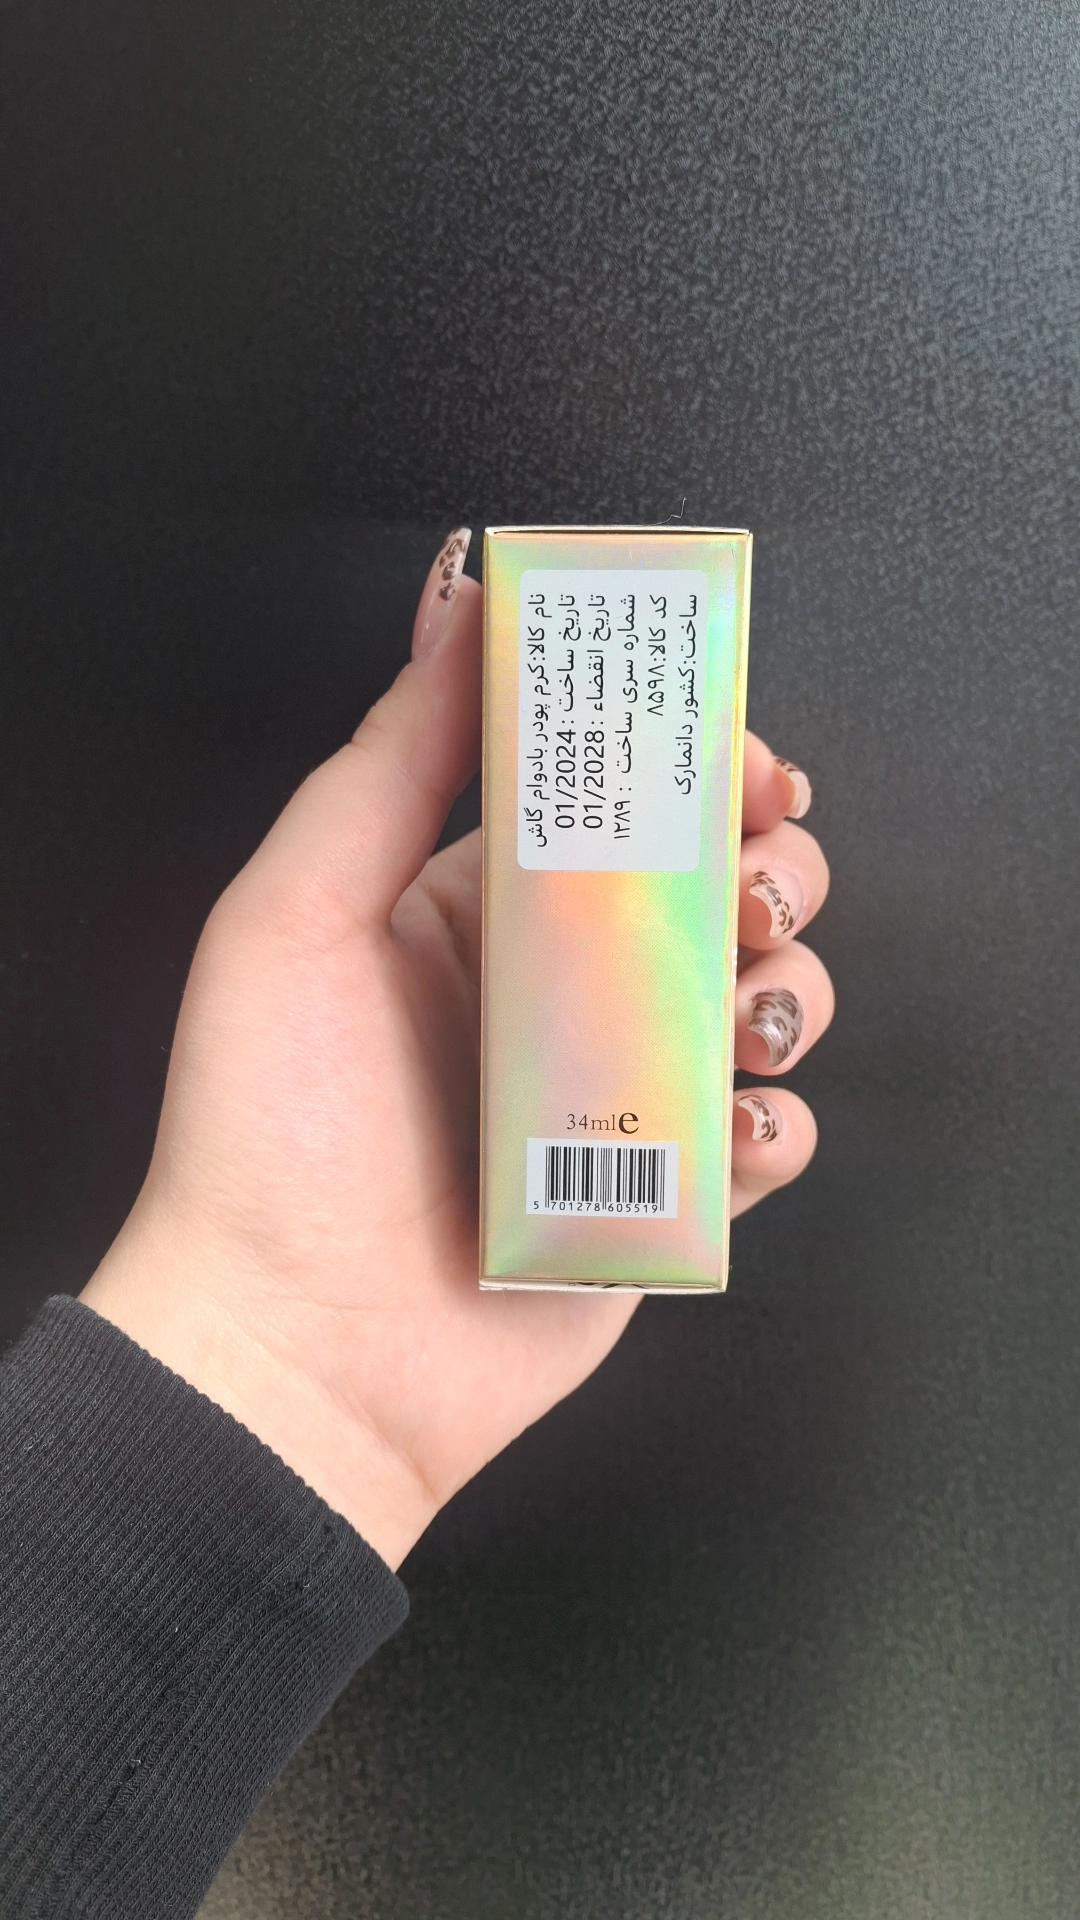 نام کالا:کرم پودر بادوام گاش
تاریخ ساخت :01/2024
تاریخ انقضاء :01/2028
شماره سری ساخت : ۱۲۸۹
کد کالا:۸۵۹۸
ساخت:کشور دانمارک
34ml e
5 701278 605519